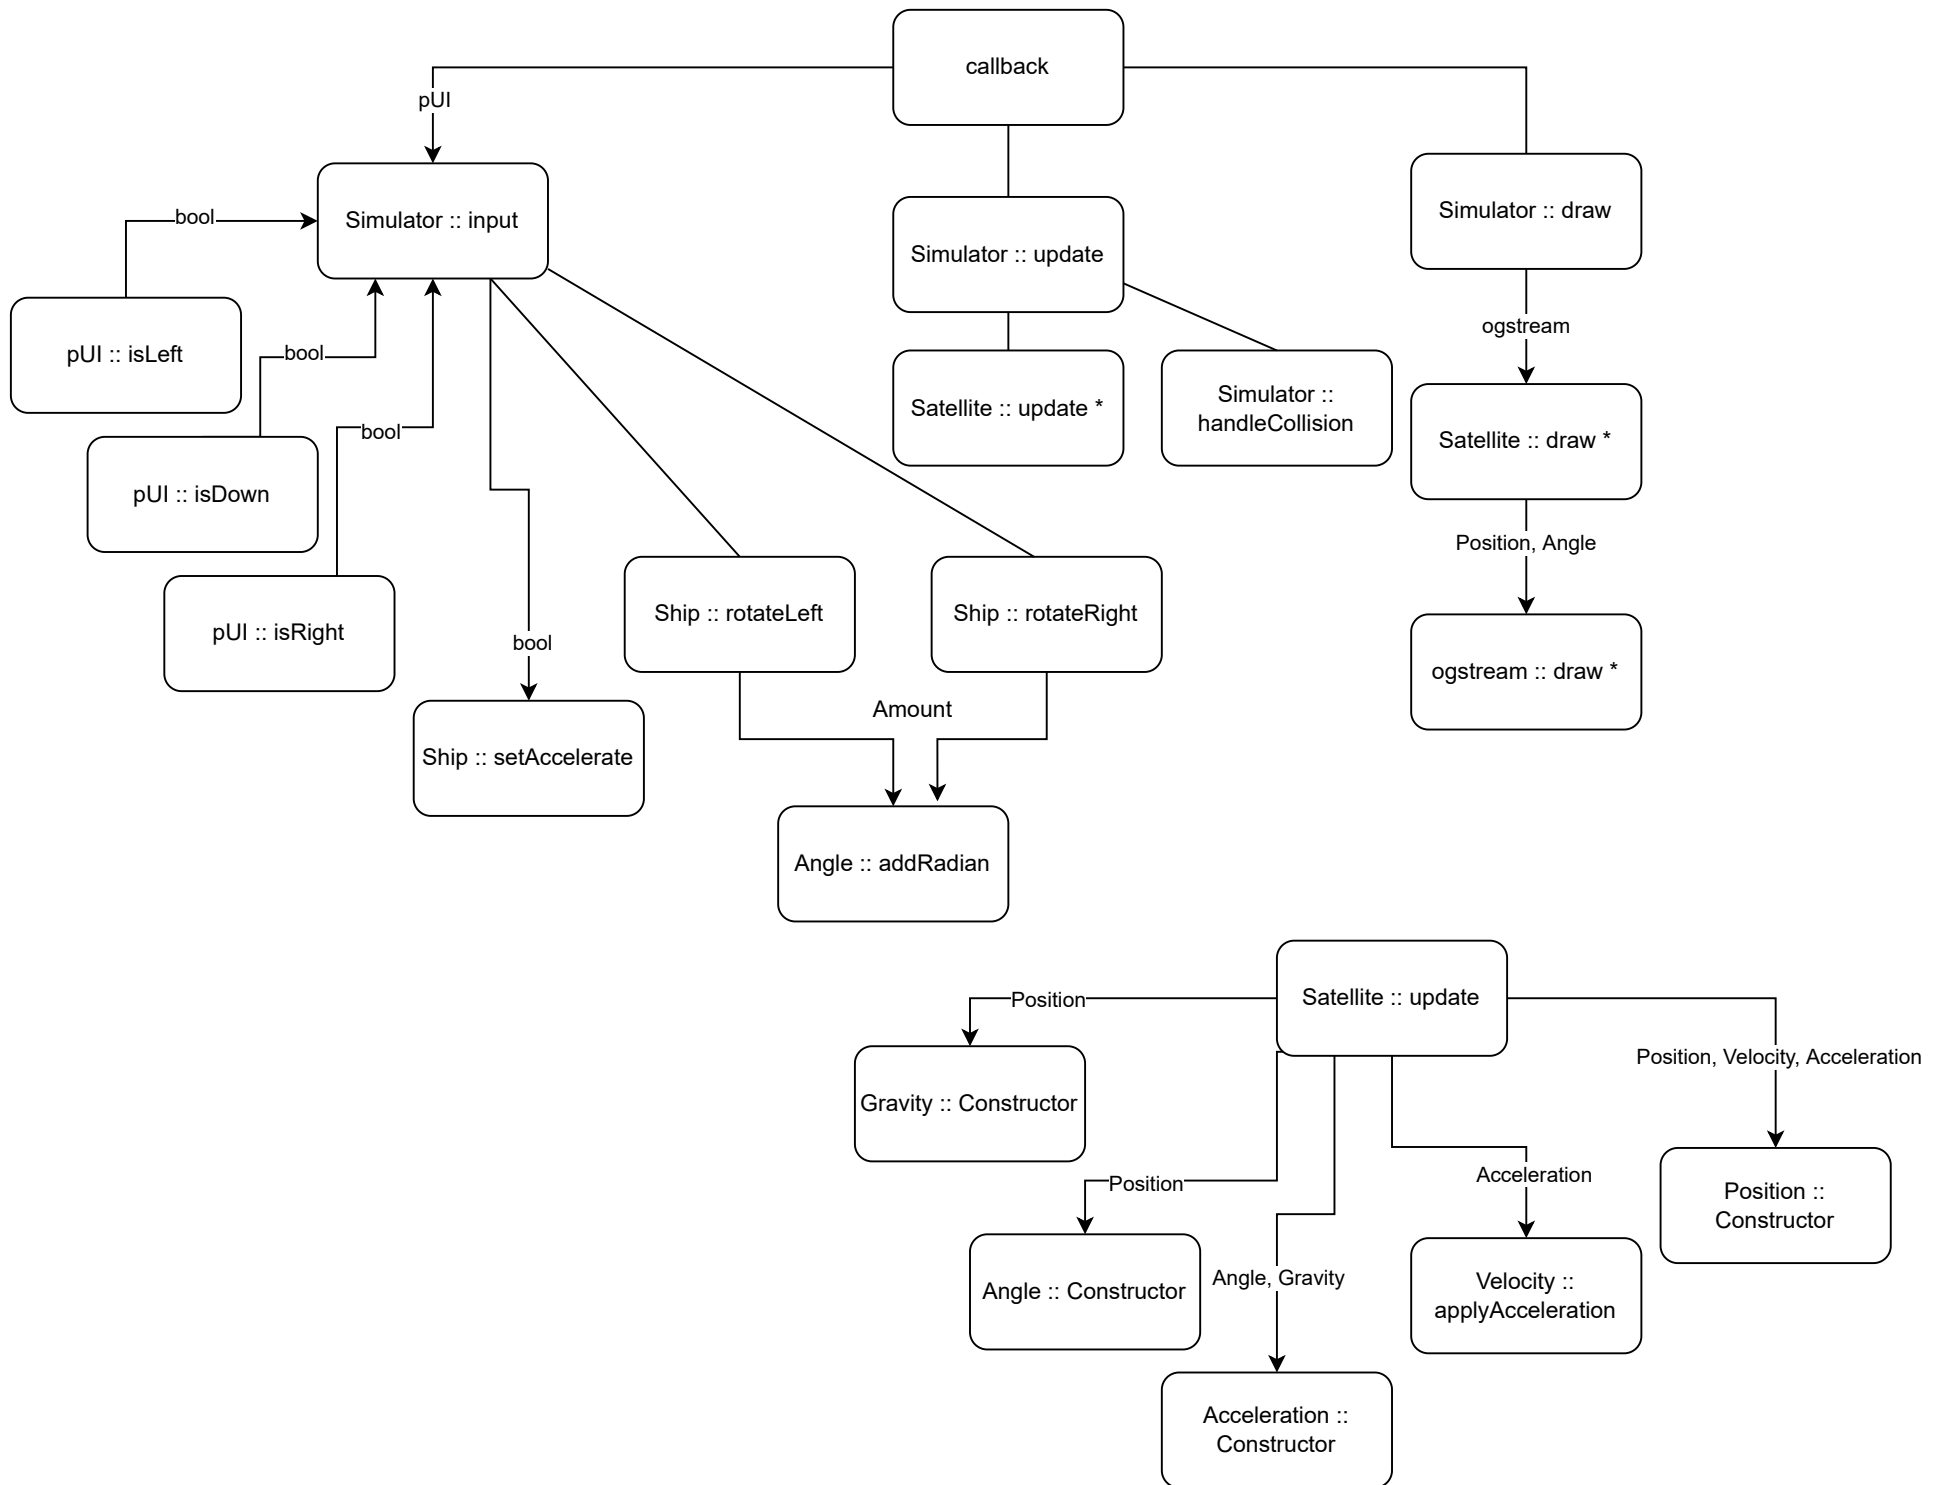 callback
pUI
bool
Simulator :: input
Simulator :: draw
Simulator :: update
ogstream
pUI :: isLeft
bool
Satellite :: update *
Simulator ::
handleCollision
bool
Satellite :: draw *
pUI :: isDown
Position, Angle
pUI :: isRight
bool
Ship :: rotateLeft
Ship :: rotateRight
ogstream :: draw *
Amount
Ship :: setAccelerate
Angle :: addRadian
Position
Satellite :: update
Position, Velocity, Acceleration
Gravity :: Constructor
Position
Acceleration
Position ::
Constructor
Angle :: Constructor
Angle, Gravity
Velocity ::
applyAcceleration
Acceleration ::
Constructor